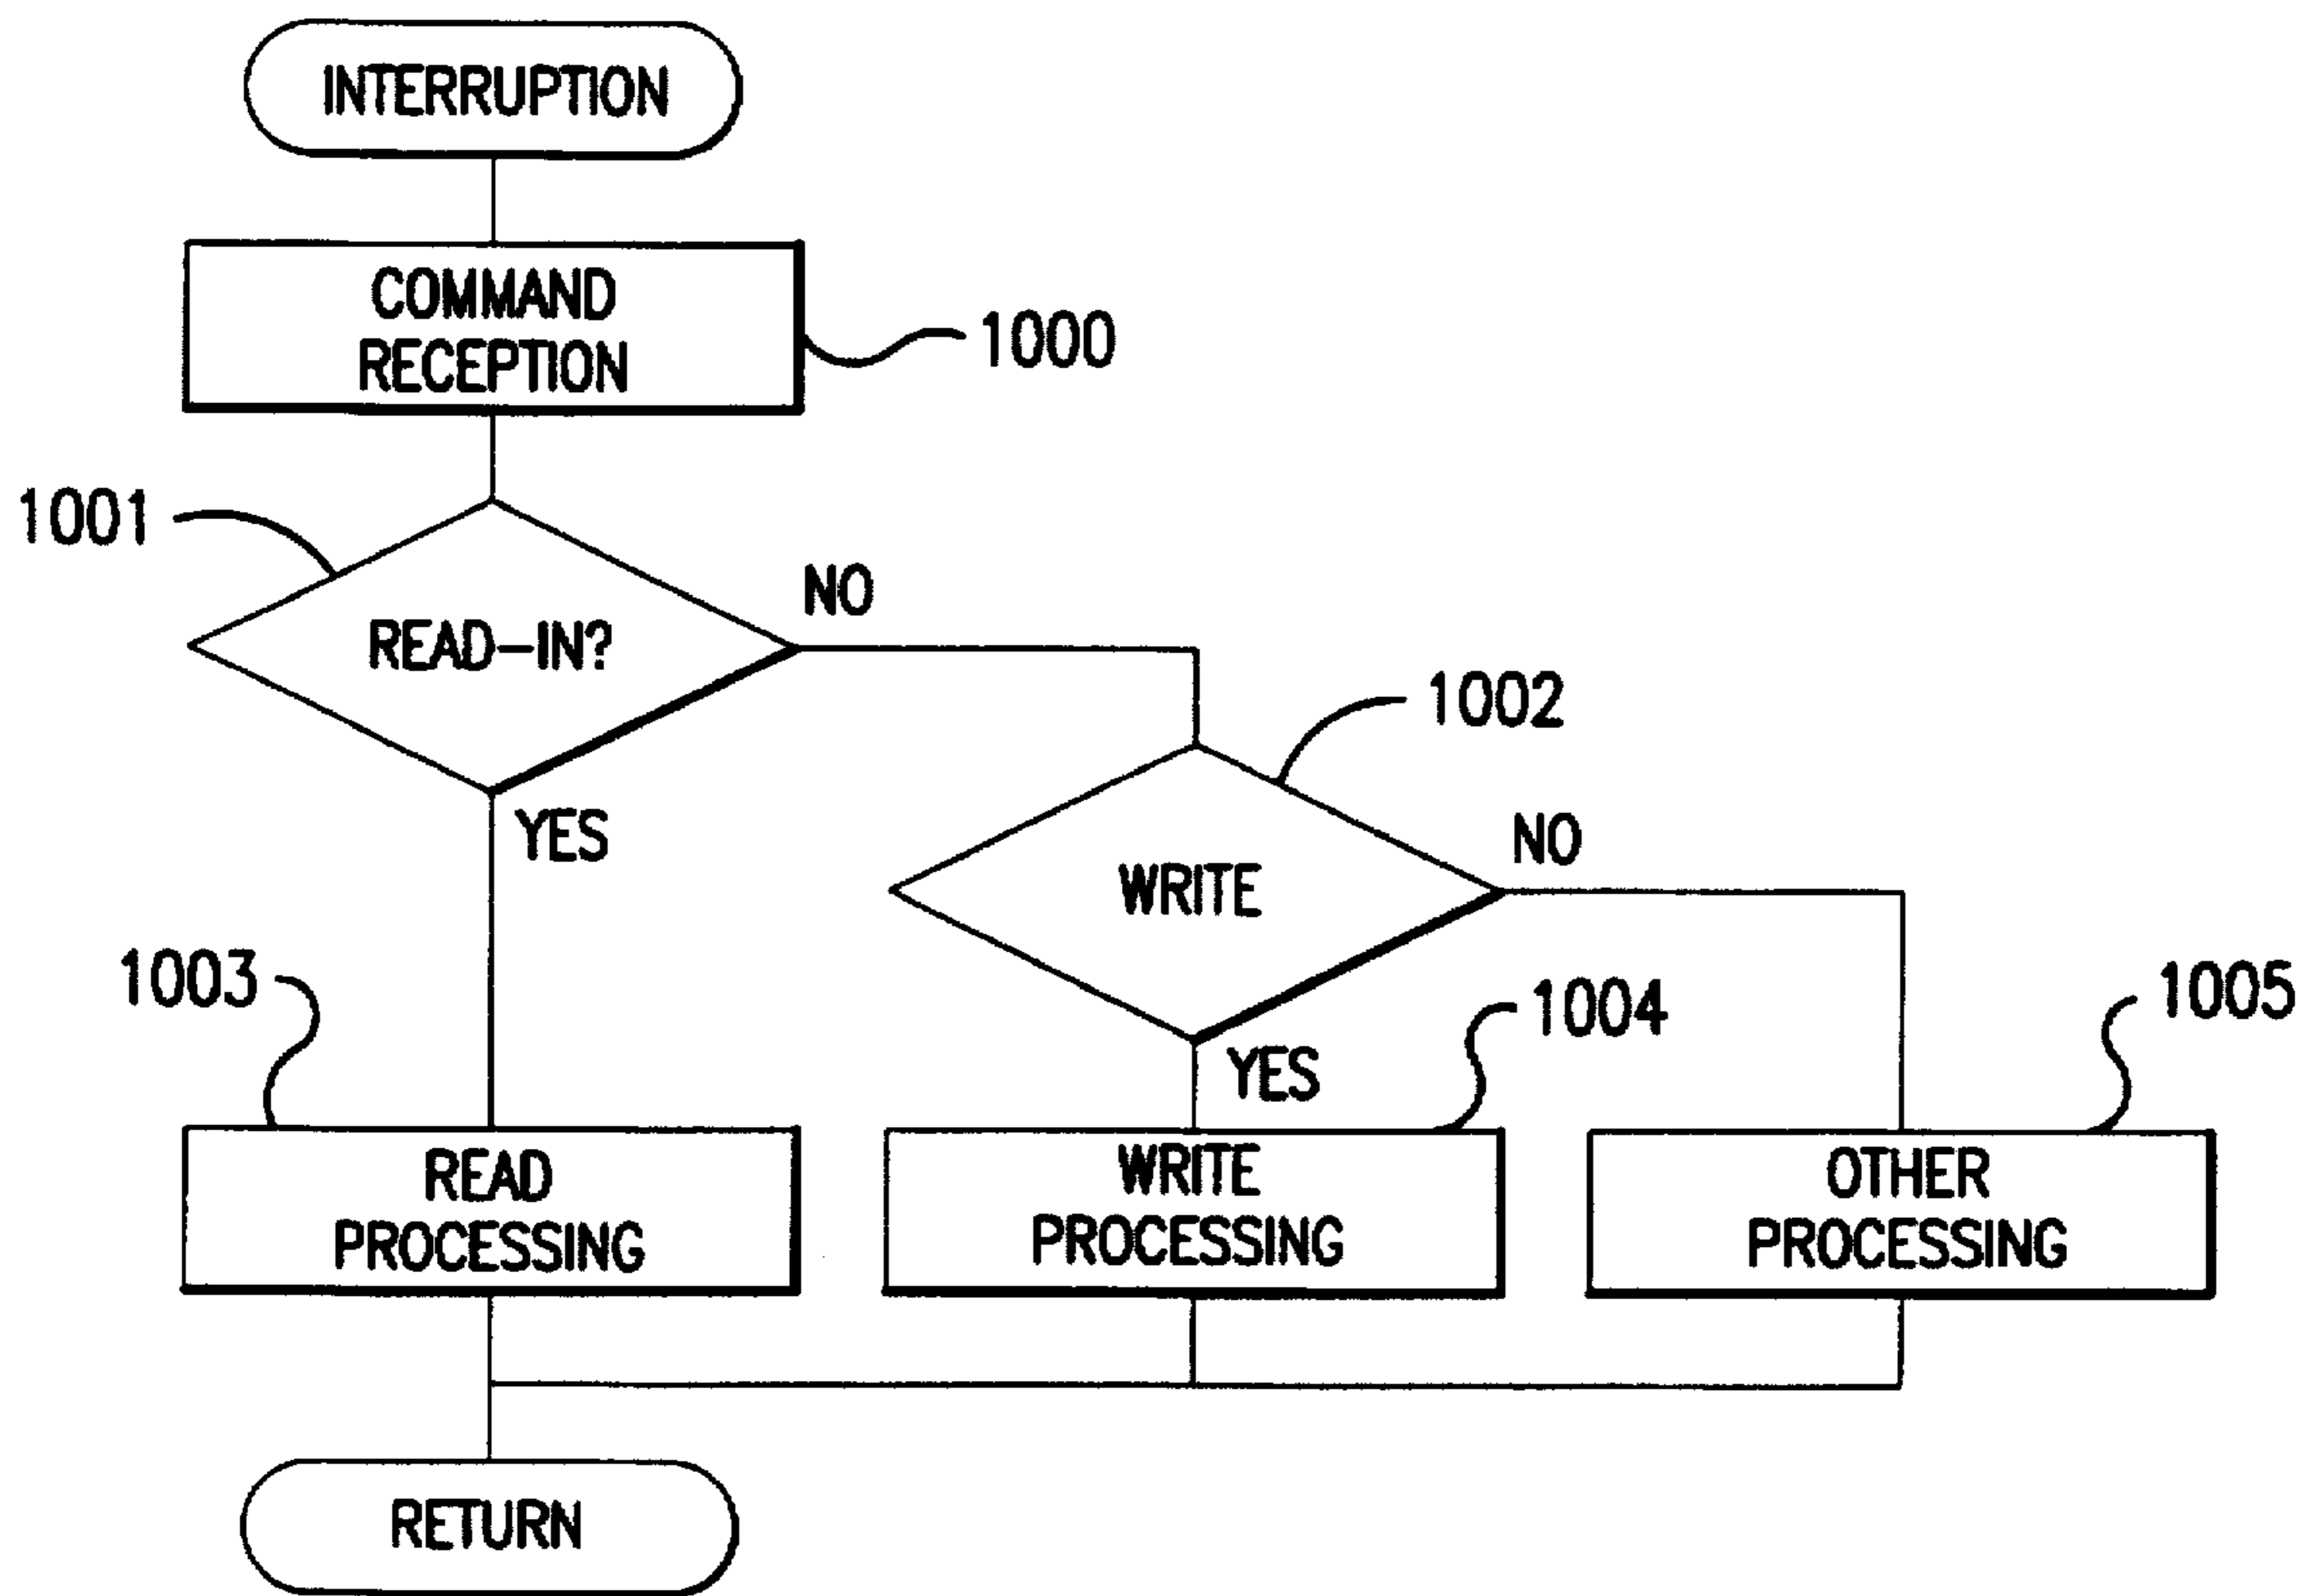 INTERRUPTION
COMMAND
RECEPTION
1000
1001
READ-IN?
NO
YES
1002
WRITE
NO
YES
1003
READ
PROCESSING
1004
WRITE
PROCESSING
1005
OTHER
PROCESSING
RETURN